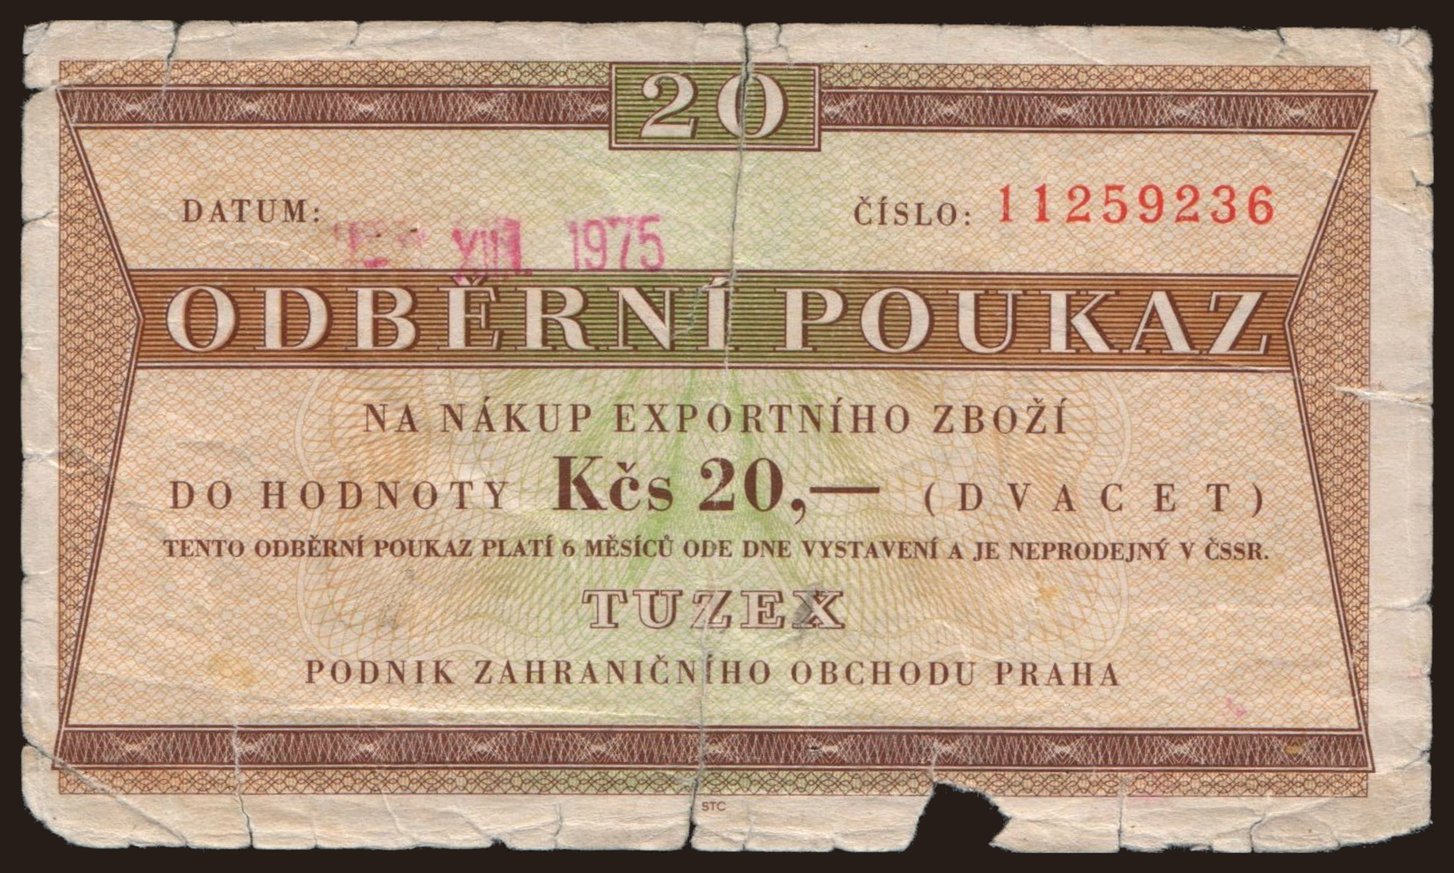 20
DATUM: 1975
ČÍSLO: 11259236
ODBĚRNÍ POUKAZ
NA NÁKUP EXPORTNÍHO ZBOŽÍ
DO HODNOTY Kčs 20,— (DVACET)
TENTO ODBĚRNÍ POUKAZ PLATÍ 6 MĚSÍCŮ ODE DNE VYSTAVENÍ A JE NEPRODEJNÝ V ČSSR.
TUZEX
PODNIK ZAHRANIČNÍHO OBCHODU PRAHA
STC